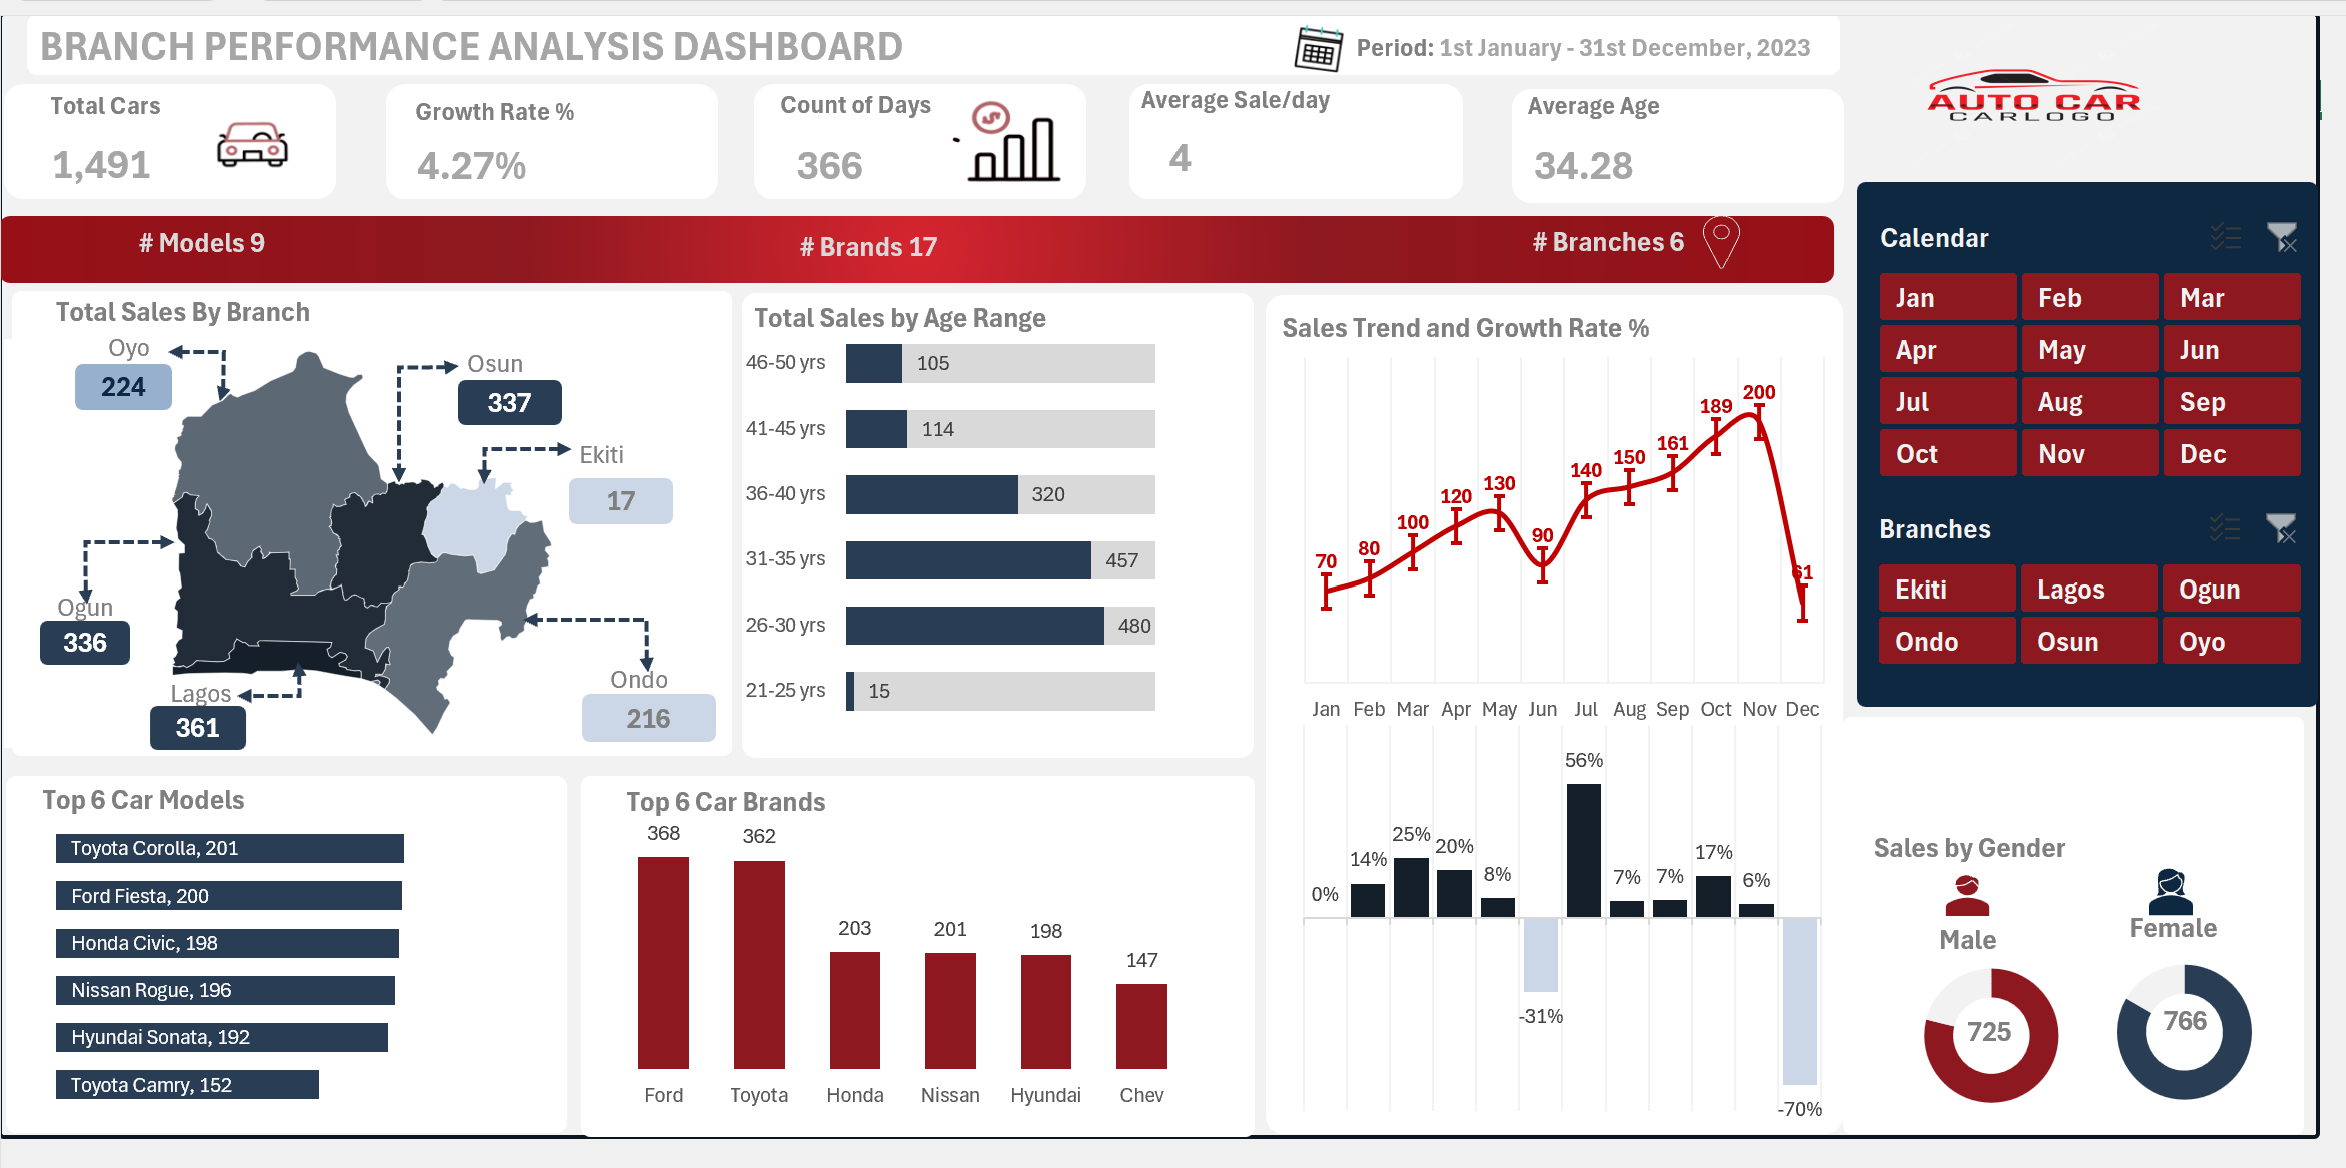 BRANCH PERFORMANCE ANALYSIS DASHBOARD
Period: 1st January - 31st December, 2023
AUTO CAR
CARLOGO
Total Cars
1,491
Growth Rate %
4.27%
Count of Days
366
Average Sale/day
4
Average Age
34.28
# Models 9
# Brands 17
# Branches 6
Calendar
Jan Feb Mar
Apr May Jun
Jul Aug Sep
Oct Nov Dec
Branches
Ekiti Lagos Ogun
Ondo Osun Oyo
Total Sales By Branch
Oyo
224
Osun
337
Ekiti
17
Ogun
336
Lagos
361
Ondo
216
Total Sales by Age Range
46-50 yrs 105
41-45 yrs 114
36-40 yrs 320
31-35 yrs 457
26-30 yrs 480
21-25 yrs 15
Sales Trend and Growth Rate %
70 80 100 120 130 90 140 150 161 189 200 61
Jan Feb Mar Apr May Jun Jul Aug Sep Oct Nov Dec
0% 14% 25% 20% 8% -31% 56% 7% 7% 17% 6% -70%
Top 6 Car Models
Toyota Corolla, 201
Ford Fiesta, 200
Honda Civic, 198
Nissan Rogue, 196
Hyundai Sonata, 192
Toyota Camry, 152
Top 6 Car Brands
368 362 203 201 198 147
Ford Toyota Honda Nissan Hyundai Chev
Sales by Gender
Male
725
Female
766